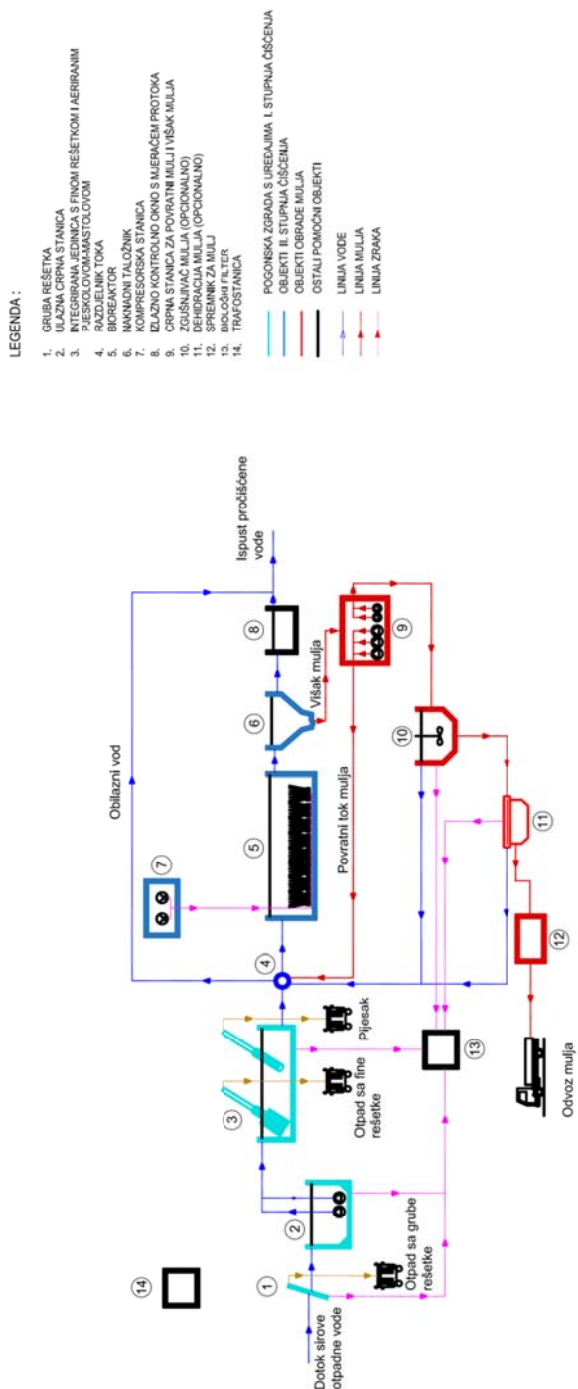 LEGENDA :
1. GRUBA REŠETKA
2. ULAZNA CRPNA STANICA
3. INTEGRIRANA JEDINICA S FINOM REŠETKOM I AERIRANIM
PJESKOLOVOM-MASTOLOVOM
4. RAZDJELNIK TOKA
5. BIOREAKTOR
6. NAKNADNI TALOŽNIK
7. KOMPRESORSKA STANICA
8. IZLAZNO KONTROLNO OKNO S MJERAČEM PROTOKA
9. CRPNA STANICA ZA POVRATNI MULJ I VIŠAK MULJA
10. ZGUŠNJIVAČ MULJA (OPCIONALNO)
11. DEHIDRACIJA MULJA (OPCIONALNO)
12. SPREMNIK ZA MULJ
13. BIOLOŠKI FILTER
14. TRAFOSTANICA
POGONSKA ZGRADA S UREĐAJIMA I. STUPNJA ČIŠĆENJA
OBJEKTI II. STUPNJA ČIŠĆENJA
OBJEKTI OBRADE MULJA
OSTALI POMOĆNI OBJEKTI
LINIJA VODE
LINIJA MULJA
LINIJA ZRAKA
14
Dotok sirove
otpadne vode
1
2
Otpad sa grube
rešetke
3
Otpad sa fine
rešetke
Pijesak
4
Obilazni vod
7
5
6
8
Ispust pročišćene
vode
Višak mulja
Povratni tok mulja
9
10
11
12
13
Odvoz mulja